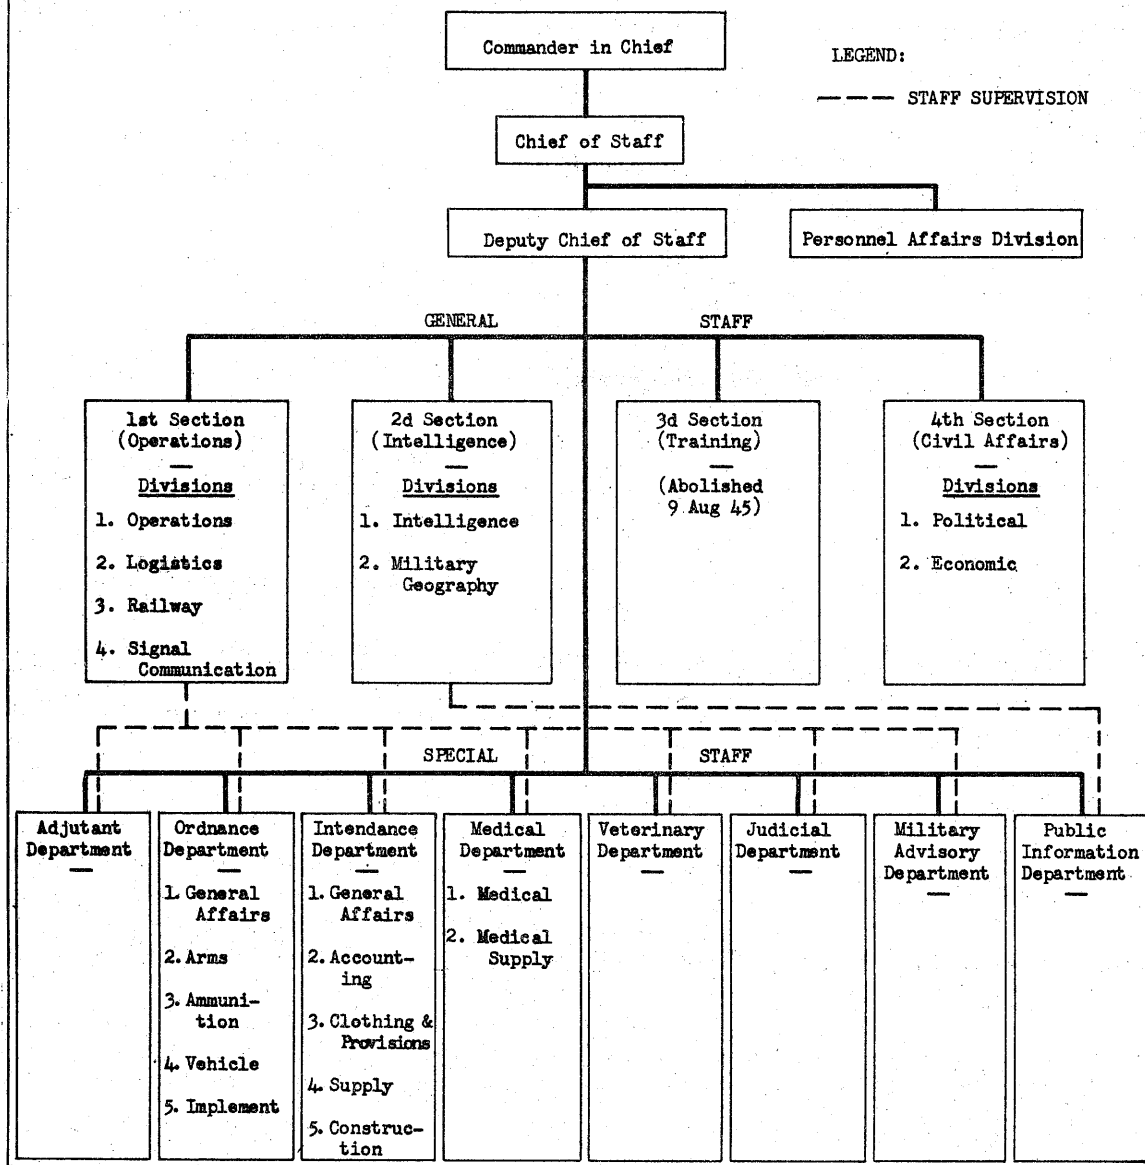 Commander in Chief
LEGEND:
STAFF SUPERVISION
Chief of Staff
Deputy Chief of Staff
Personnel Affairs Division
GENERAL STAFF
1st Section
(Operations)
Divisions
1. Operations
2. Logistics
3. Railway
4. Signal
Communication
2d Section
(Intelligence)
Divisions
1. Intelligence
2. Military
Geography
3d Section
(Training)
(Abolished
9 Aug 45)
4th Section
(Civil Affairs)
Divisions
1. Political
2. Economic
SPECIAL STAFF
Adjutant
Department
Ordnance
Department
1. General
Affairs
2. Arms
3. Ammuni-
tion
4. Vehicle
5. Implement
Intendance
Department
1. General
Affairs
2. Account-
ing
3. Clothing &
Provisions
4. Supply
5. Construc-
tion
Medical
Department
1. Medical
2. Medical
Supply
Veterinary
Department
Judicial
Department
Military
Advisory
Department
Public
Information
Department